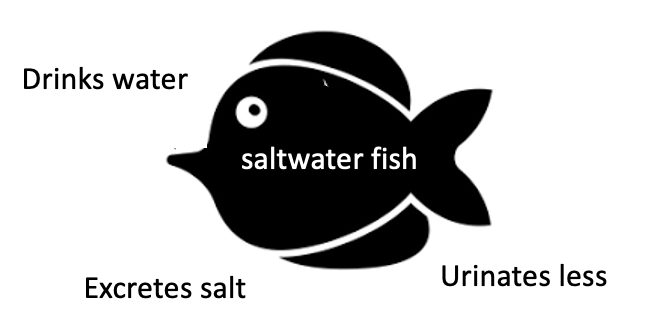 Drinks water
saltwater fish
Excretes salt
Urinates less